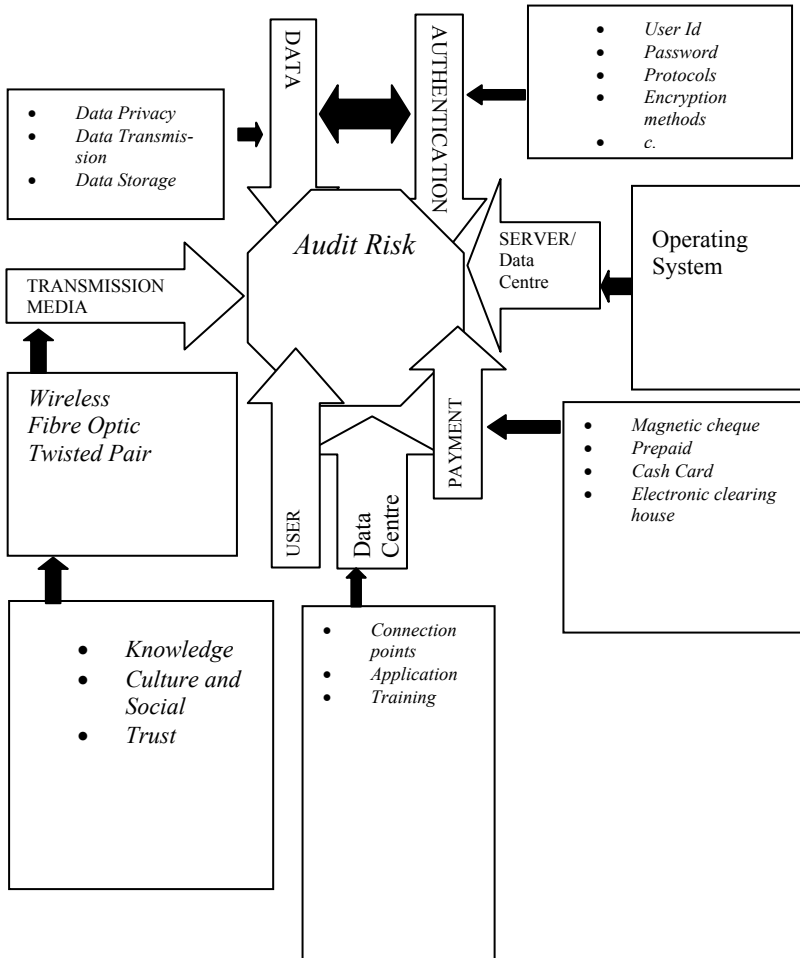 DATA
AUTHENTICATION
• User Id
• Password
• Protocols
• Encryption
methods
• c.
• Data Privacy
• Data Transmis-
sion
• Data Storage
Audit Risk
SERVER/
Data
Centre
Operating
System
TRANSMISSION
MEDIA
Wireless
Fibre Optic
Twisted Pair
USER
Data
Centre
PAYMENT
• Magnetic cheque
• Prepaid
• Cash Card
• Electronic clearing
house
• Knowledge
• Culture and
Social
• Trust
• Connection
points
• Application
• Training